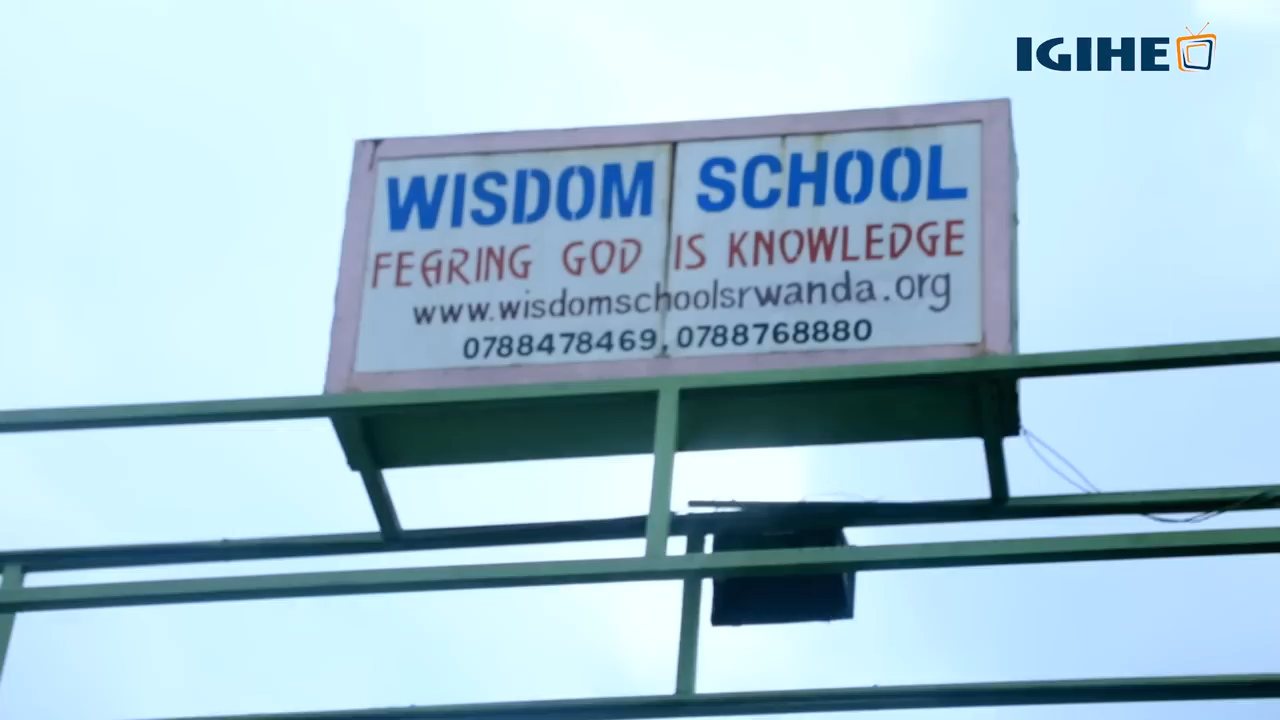 IGIHE
WISDOM SCHOOL
FEARING GOD IS KNOWLEDGE
www.wisdomschoolsrwanda.org
0788478469, 0788768880